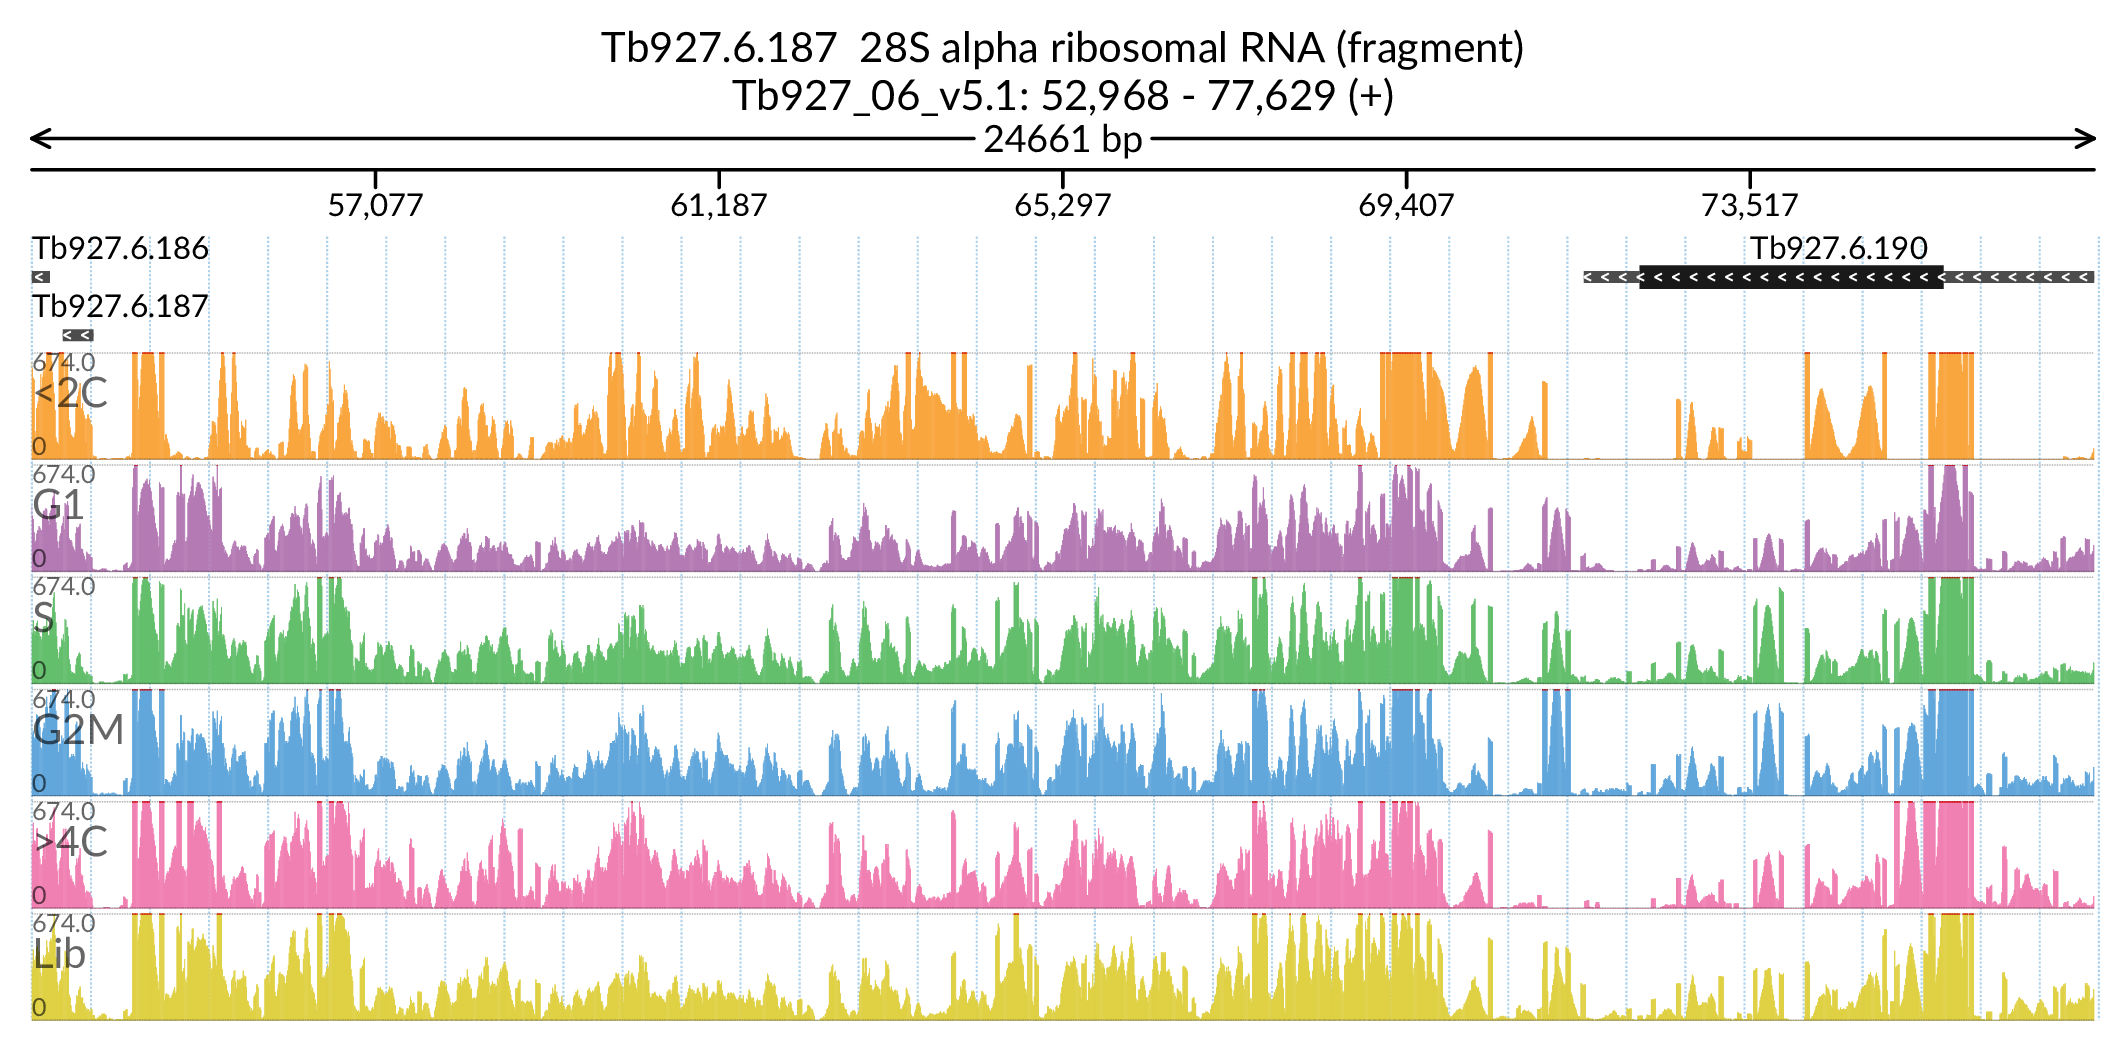 Tb927.6.187  28S alpha ribosomal RNA (fragment)
Tb927_06_v5.1: 52,968 - 77,629 (+)
24661 bp
57,077 61,187 65,297 69,407 73,517
Tb927.6.186 Tb927.6.190
Tb927.6.187
674.0
<2C
0
674.0
G1
0
674.0
S
0
674.0
G2M
0
674.0
>4C
0
674.0
Lib
0